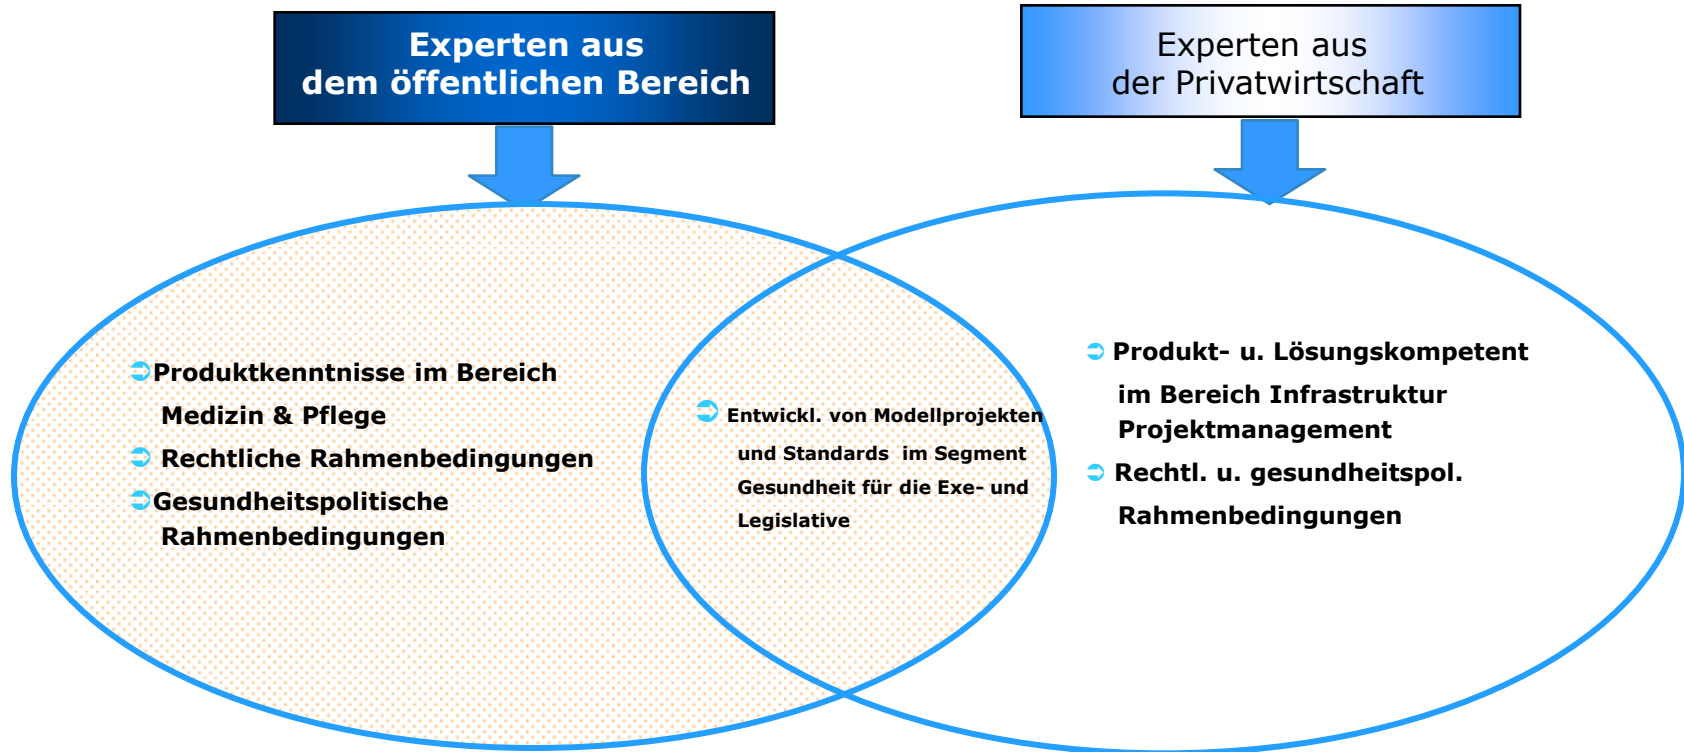 Experten aus
dem öffentlichen Bereich
Experten aus
der Privatwirtschaft
Produktkenntnisse im Bereich
Medizin & Pflege
Rechtliche Rahmenbedingungen
Gesundheitspolitische
Rahmenbedingungen
Entwickl. von Modellprojekten
und Standards im Segment
Gesundheit für die Exe- und
Legislative
Produkt- u. Lösungskompetent
im Bereich Infrastruktur
Projektmanagement
Rechtl. u. gesundheitspol.
Rahmenbedingungen